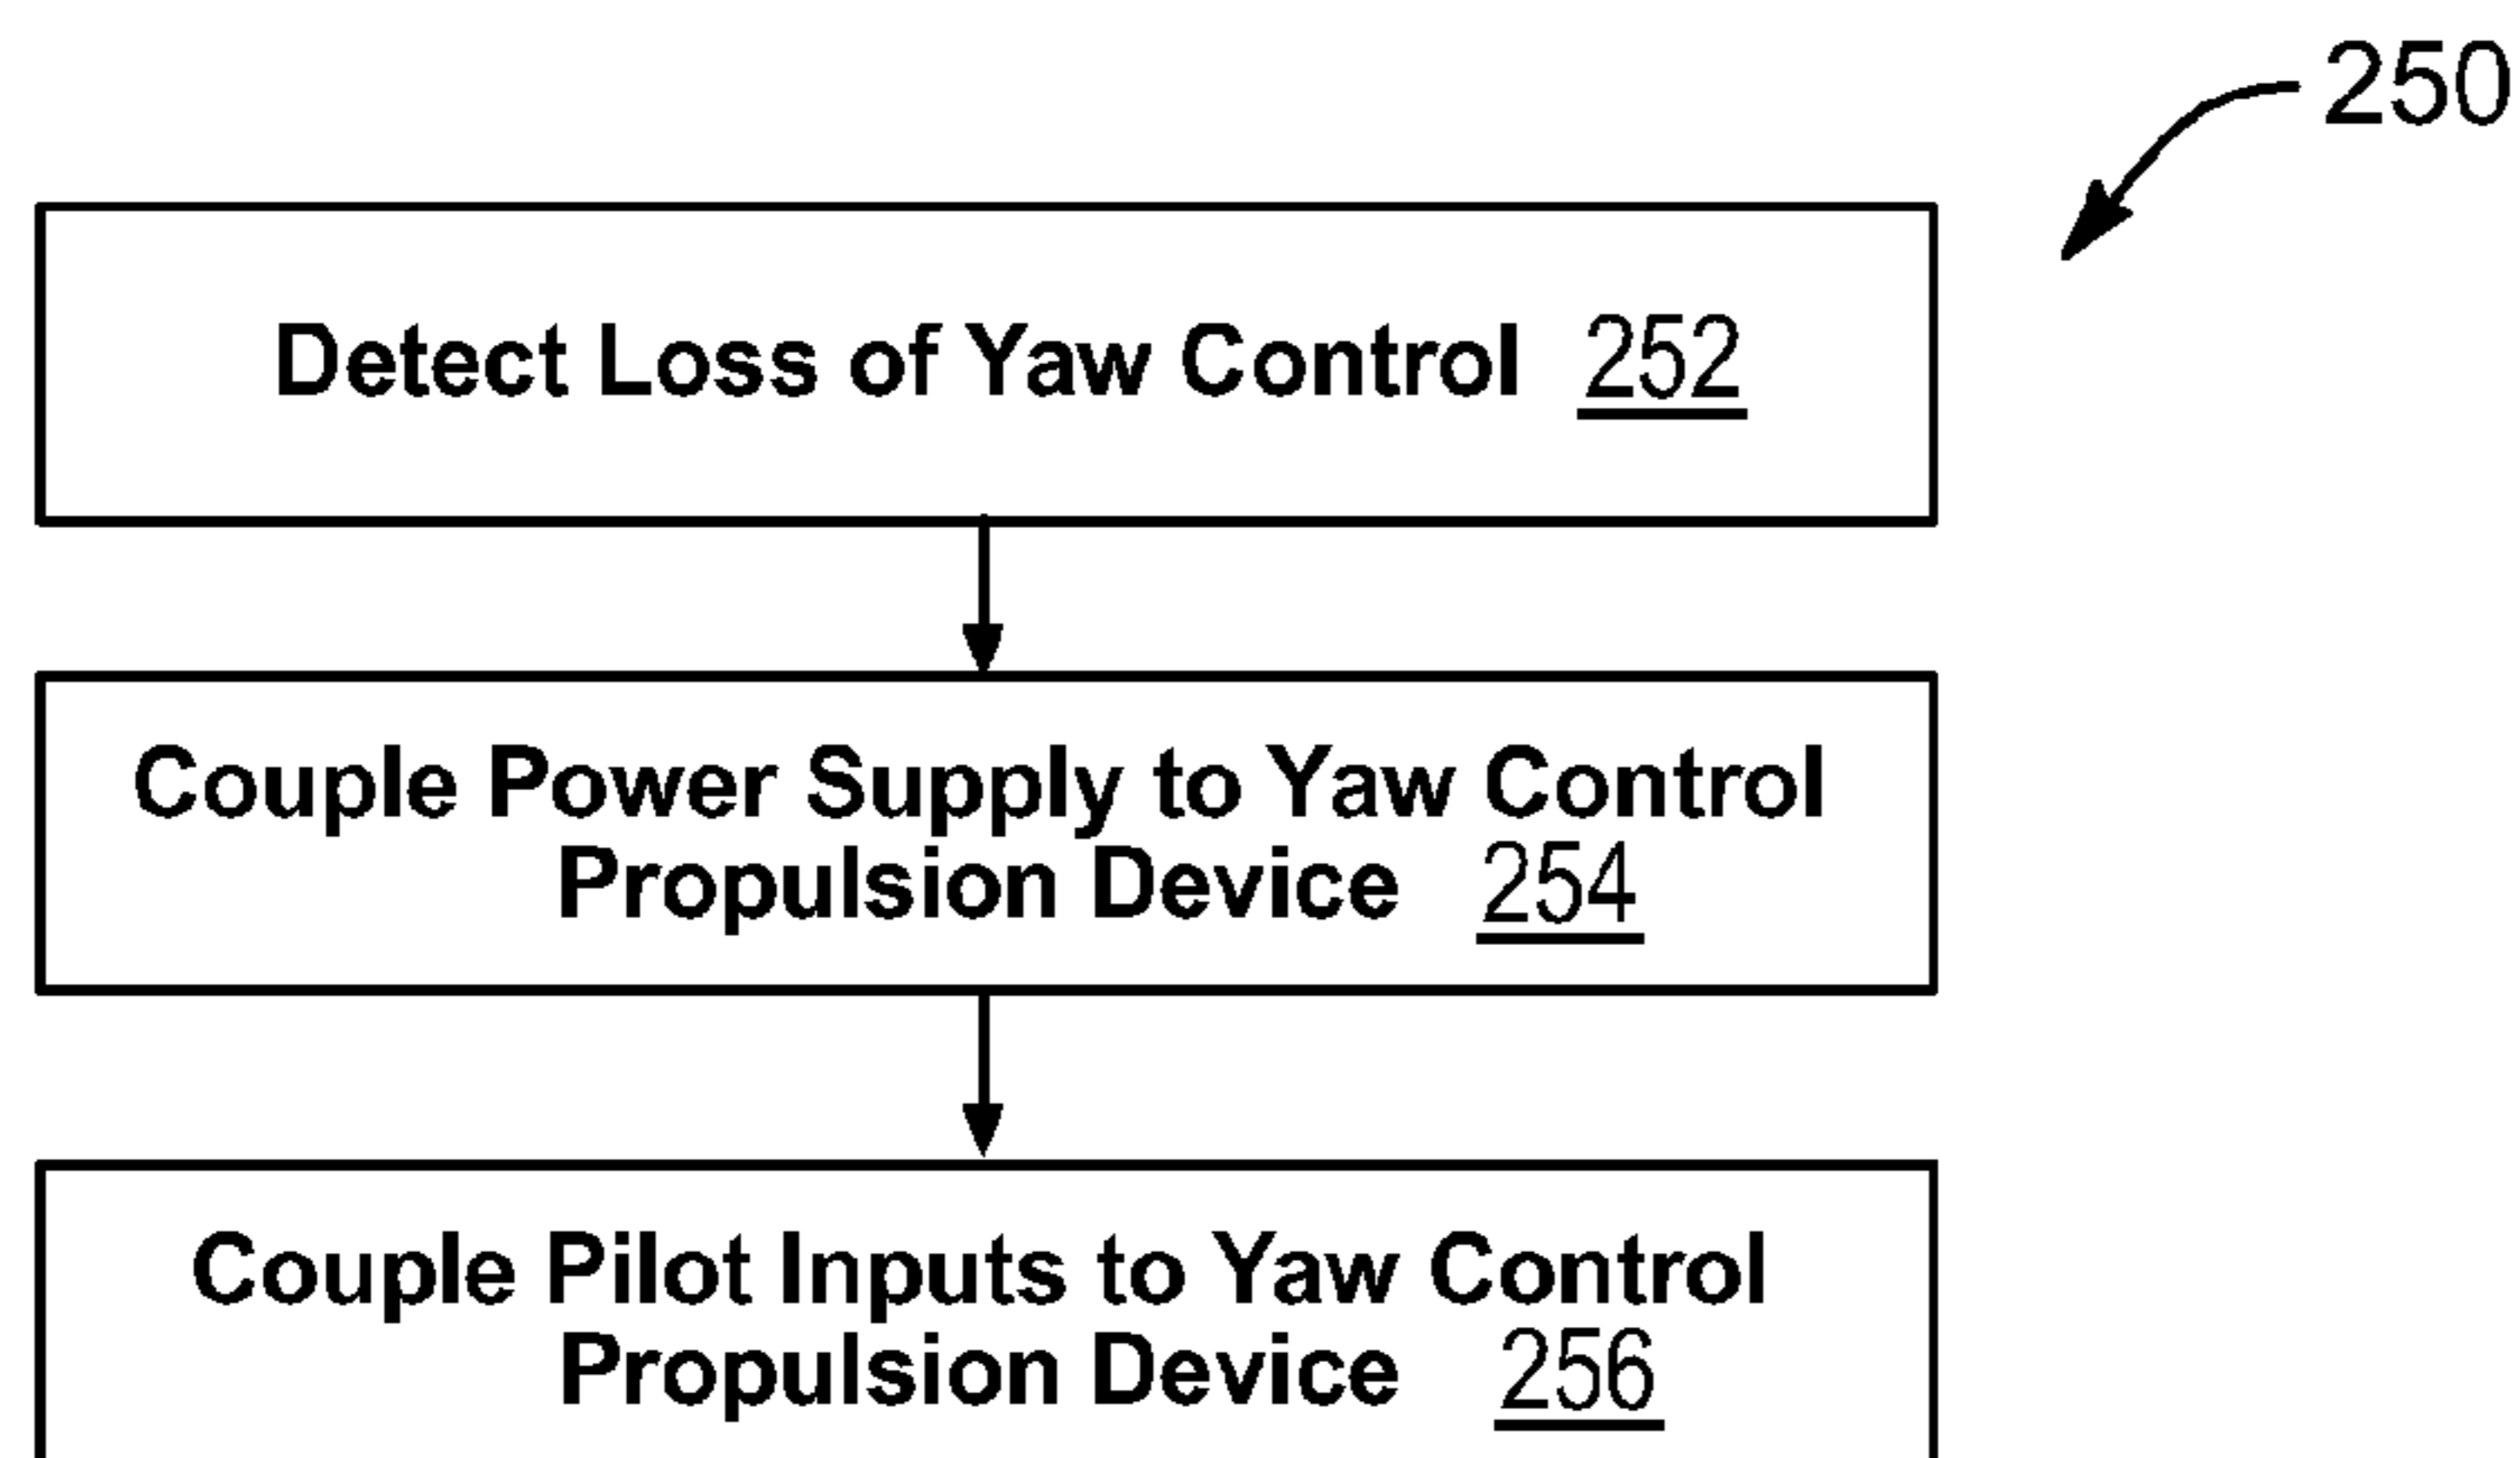 250
Detect Loss of Yaw Control 252
Couple Power Supply to Yaw Control
Propulsion Device 254
Couple Pilot Inputs to Yaw Control
Propulsion Device 256